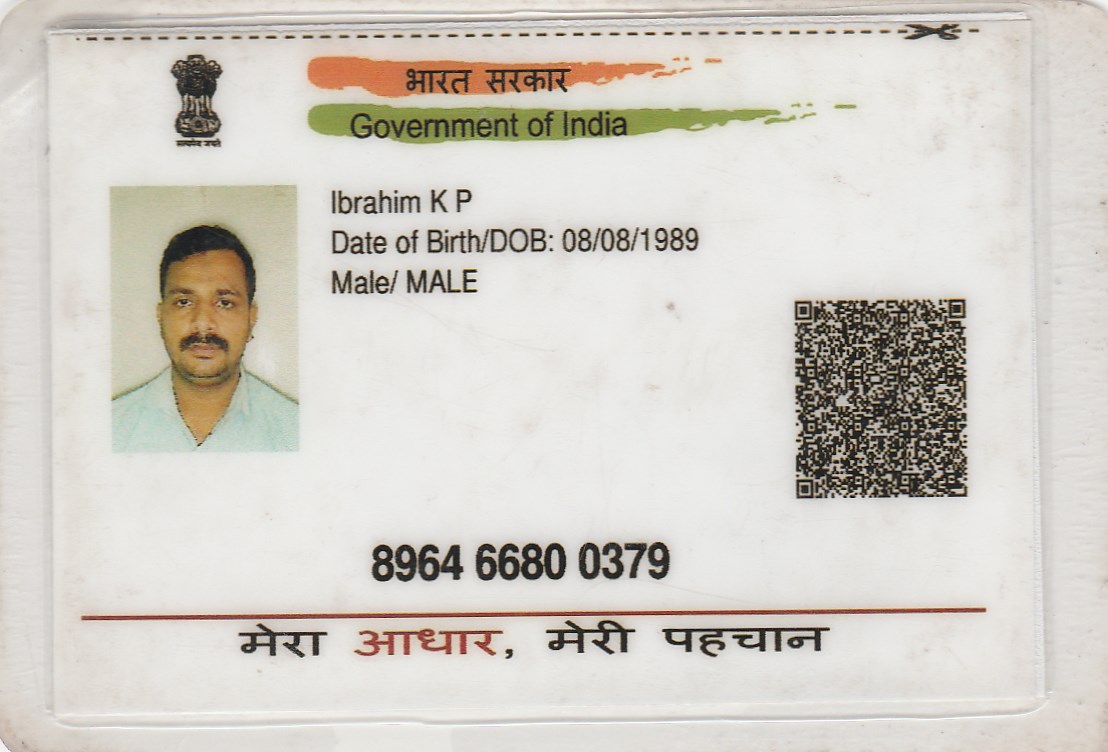 भारत सरकार
Government of India
सत्यमेव जयते
Ibrahim K P
Date of Birth/DOB: 08/08/1989
Male/ MALE
8964 6680 0379
मेरा आधार, मेरी पहचान